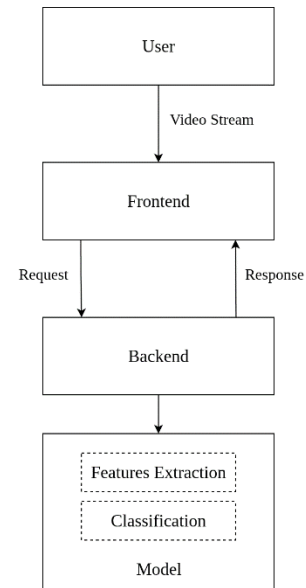 User
Video Stream
Frontend
Request
Response
Backend
Features Extraction
Classification
Model